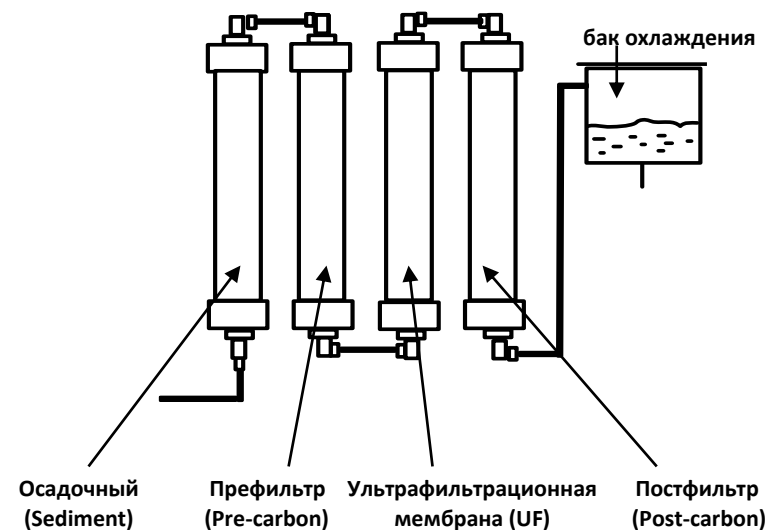 бак охлаждения
Осадочный
(Sediment)
Префильтр
(Pre-carbon)
Ультрафильтрационная
мембрана (UF)
Постфильтр
(Post-carbon)